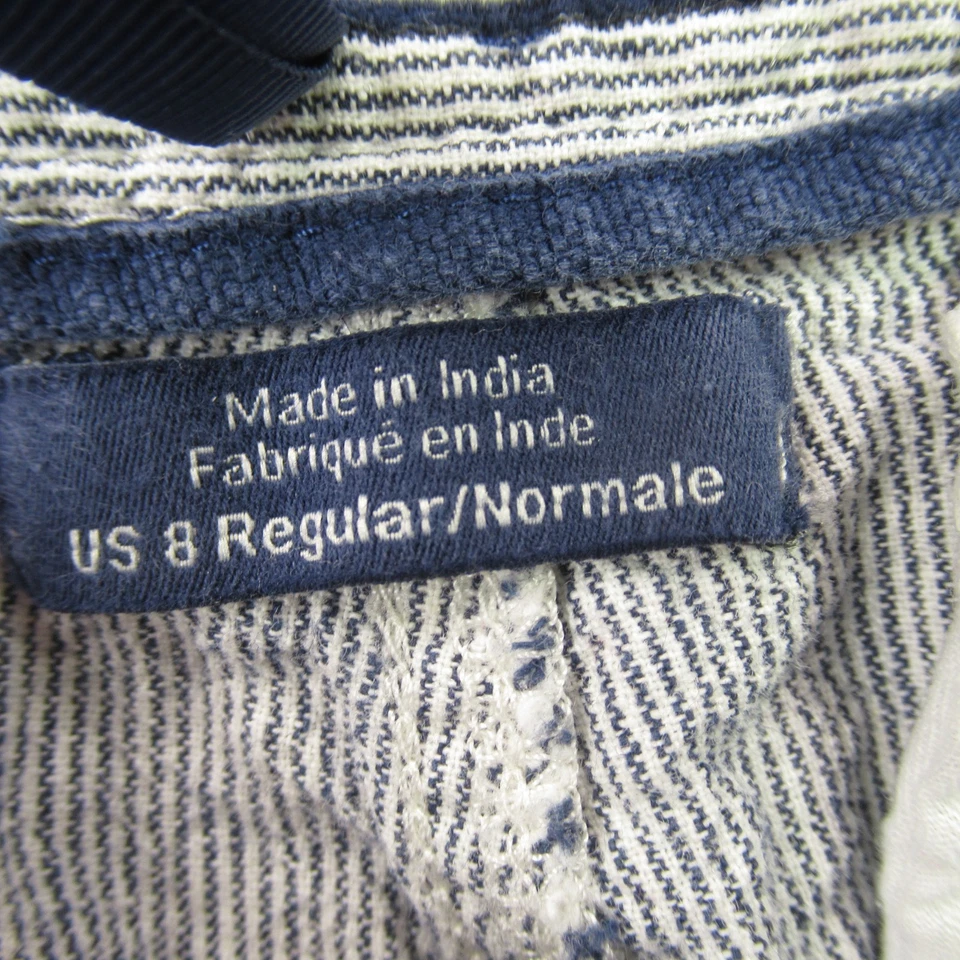 Made in India
Fabriqué en Inde
US 8 Regular/Normale